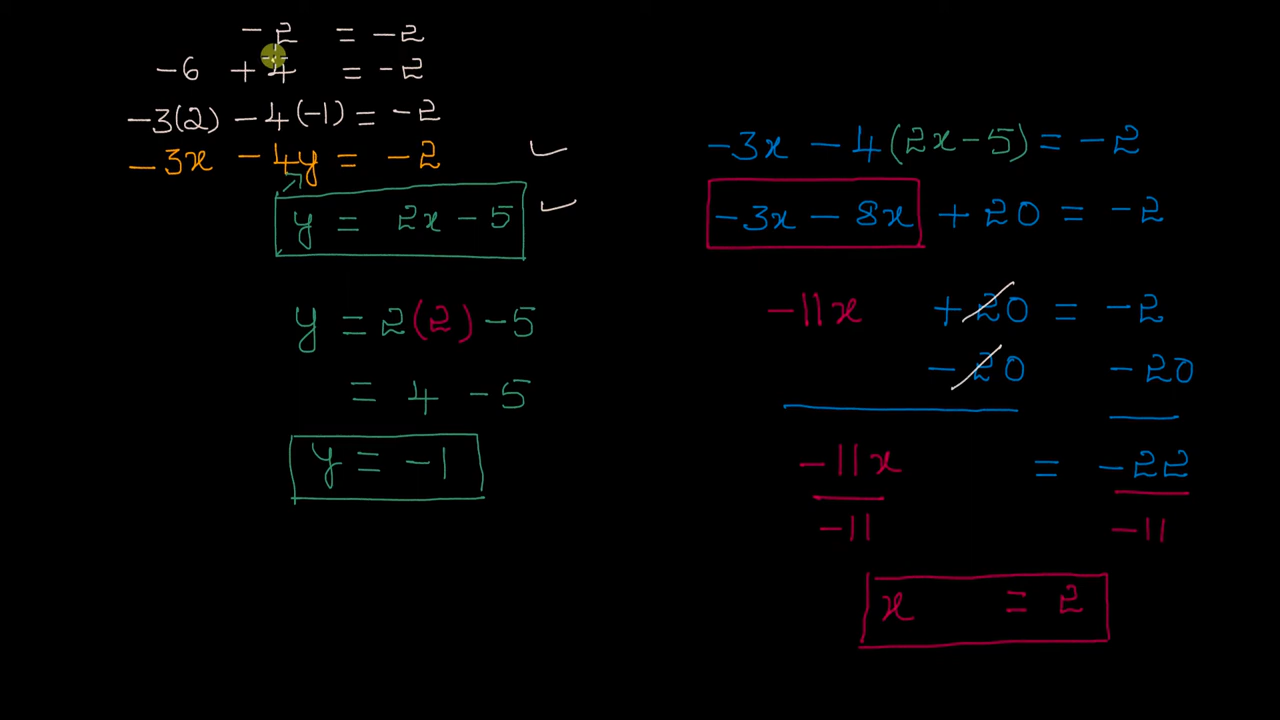 -2 = -2
-6 + 4 = -2
-3(2) - 4(-1) = -2
-3x - 4y = -2
y = 2x - 5
y = 2(2) - 5
= 4 - 5
y = -1
-3x - 4(2x - 5) = -2
-3x - 8x + 20 = -2
-11x + 20 = -2
- 20 - 20
-11x = -22
-11 -11
x = 2